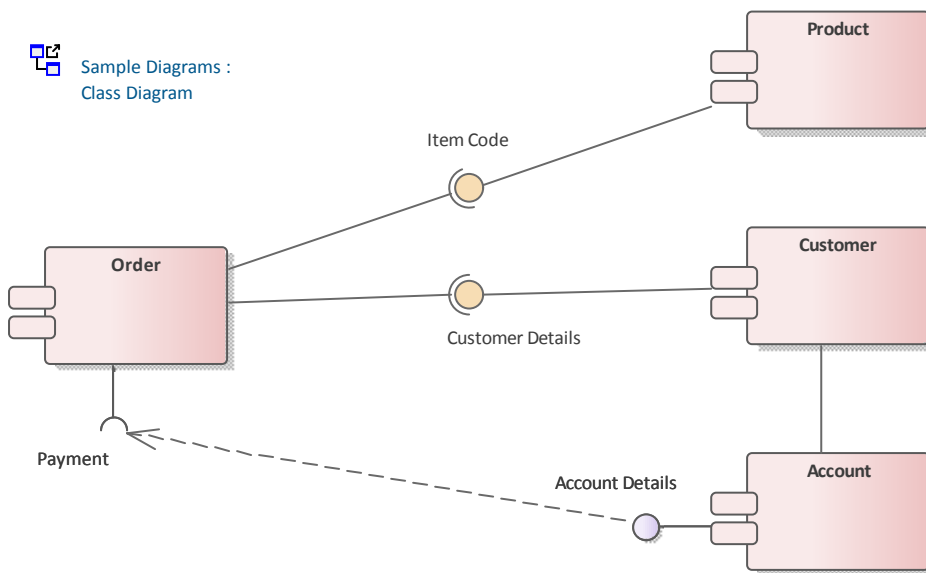 Product
Sample Diagrams :
Class Diagram
Item Code
Customer
Order
Customer Details
Payment
Account
Account Details